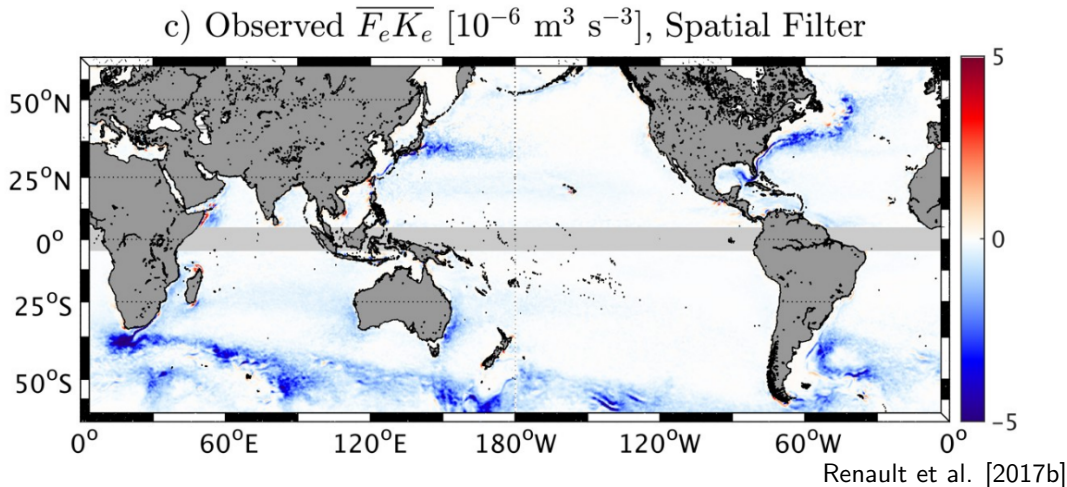 c) Observed $\overline{F_eK_e}$ [10⁻⁶ m³ s⁻³], Spatial Filter
5
50°N
25°N
0°
0
25°S
50°S
−5
0° 60°E 120°E 180°W 120°W 60°W 0°
Renault et al. [2017b]